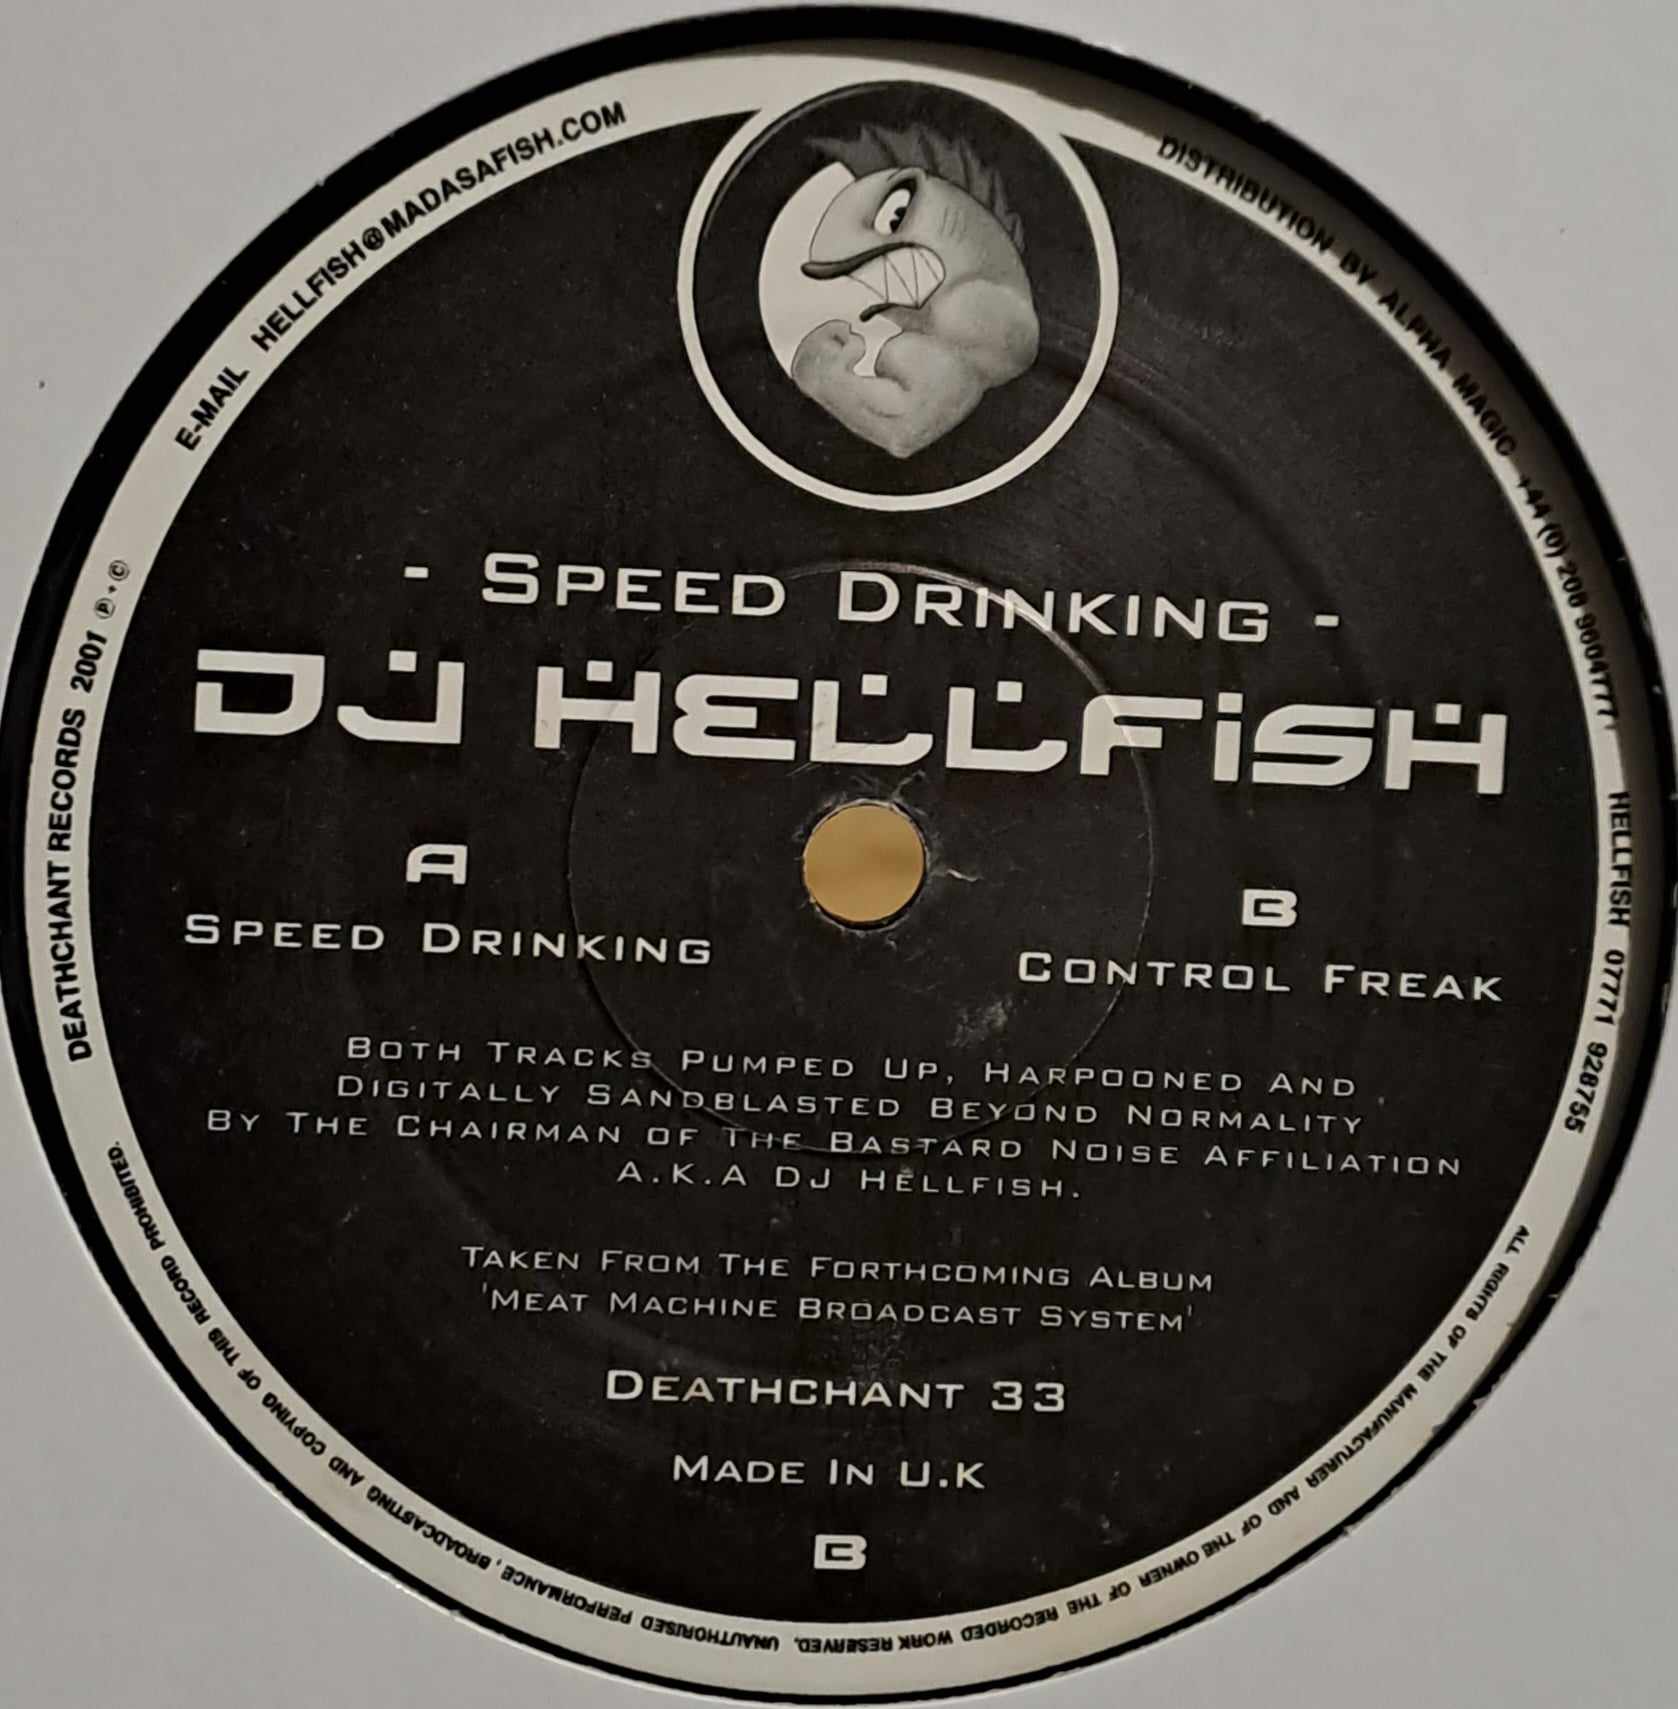 E-MAIL HELLFISH@MADASAFISH.COM
DISTRIBUTION BY ALPHA MAGIC +44 (0) 208 9604777
HELLFISH 07771 928755
DEATHCHANT RECORDS 2001 ℗ + ©
- SPEED DRINKING -
DJ HELLFISH
A
SPEED DRINKING
B
CONTROL FREAK
BOTH TRACKS PUMPED UP, HARPOONED AND
DIGITALLY SANDBLASTED BEYOND NORMALITY
BY THE CHAIRMAN OF THE BASTARD NOISE AFFILIATION
A.K.A DJ HELLFISH.
TAKEN FROM THE FORTHCOMING ALBUM
'MEAT MACHINE BROADCAST SYSTEM'
DEATHCHANT 33
MADE IN U.K
B
ALL RIGHTS OF THE MANUFACTURER AND OF THE OWNER OF THE RECORDED WORK RESERVED. UNAUTHORISED PERFORMANCE, BROADCASTING AND COPYING OF THIS RECORD PROHIBITED.